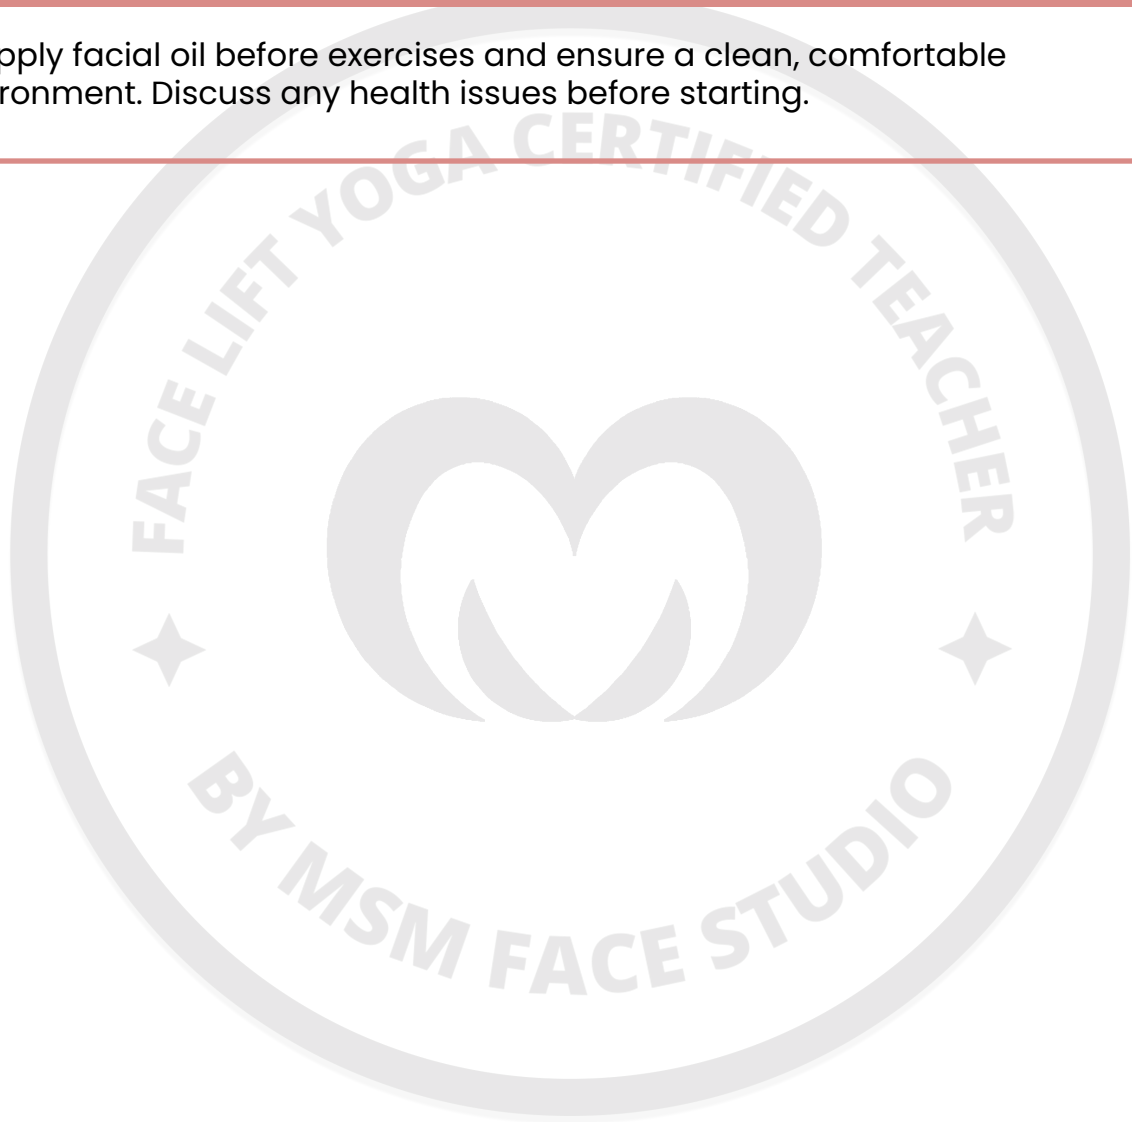 pply facial oil before exercises and ensure a clean, comfortable
ronment. Discuss any health issues before starting.
FACE LIFT YOGA CERTIFIED TEACHER
BY MSM FACE STUDIO